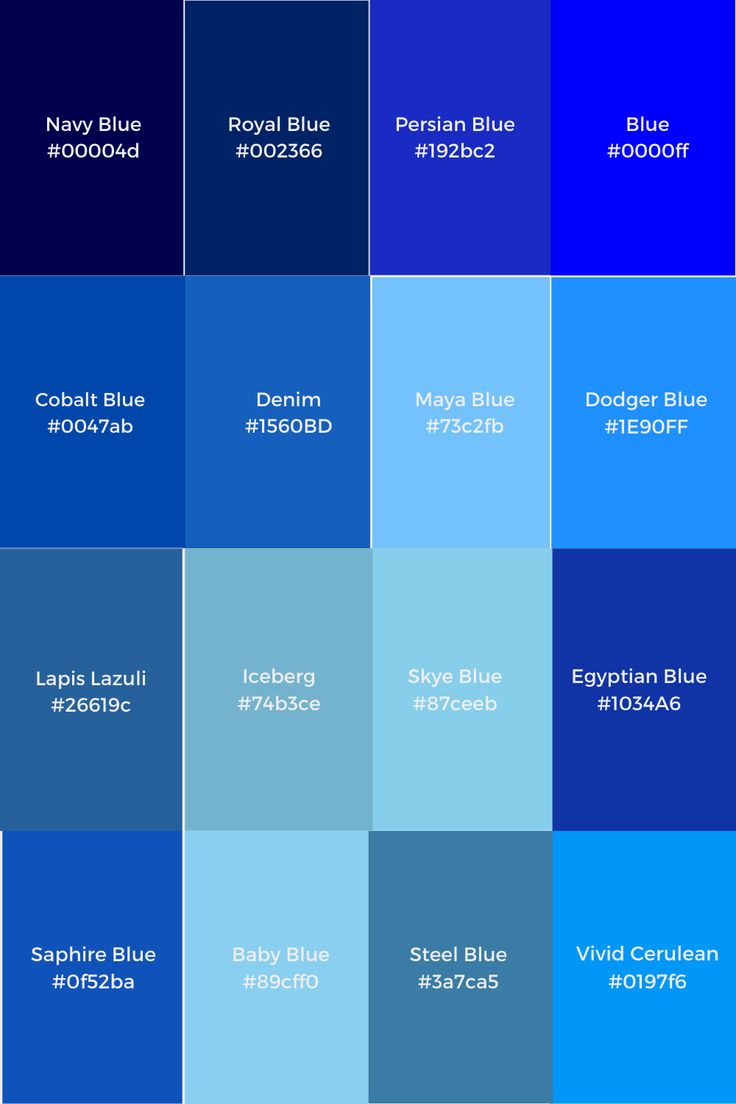 Navy Blue
#00004d
Royal Blue
#002366
Persian Blue
#192bc2
Blue
#0000ff
Cobalt Blue
#0047ab
Denim
#1560BD
Maya Blue
#73c2fb
Dodger Blue
#1E90FF
Lapis Lazuli
#26619c
Iceberg
#74b3ce
Skye Blue
#87ceeb
Egyptian Blue
#1034A6
Saphire Blue
#0f52ba
Baby Blue
#89cff0
Steel Blue
#3a7ca5
Vivid Cerulean
#0197f6